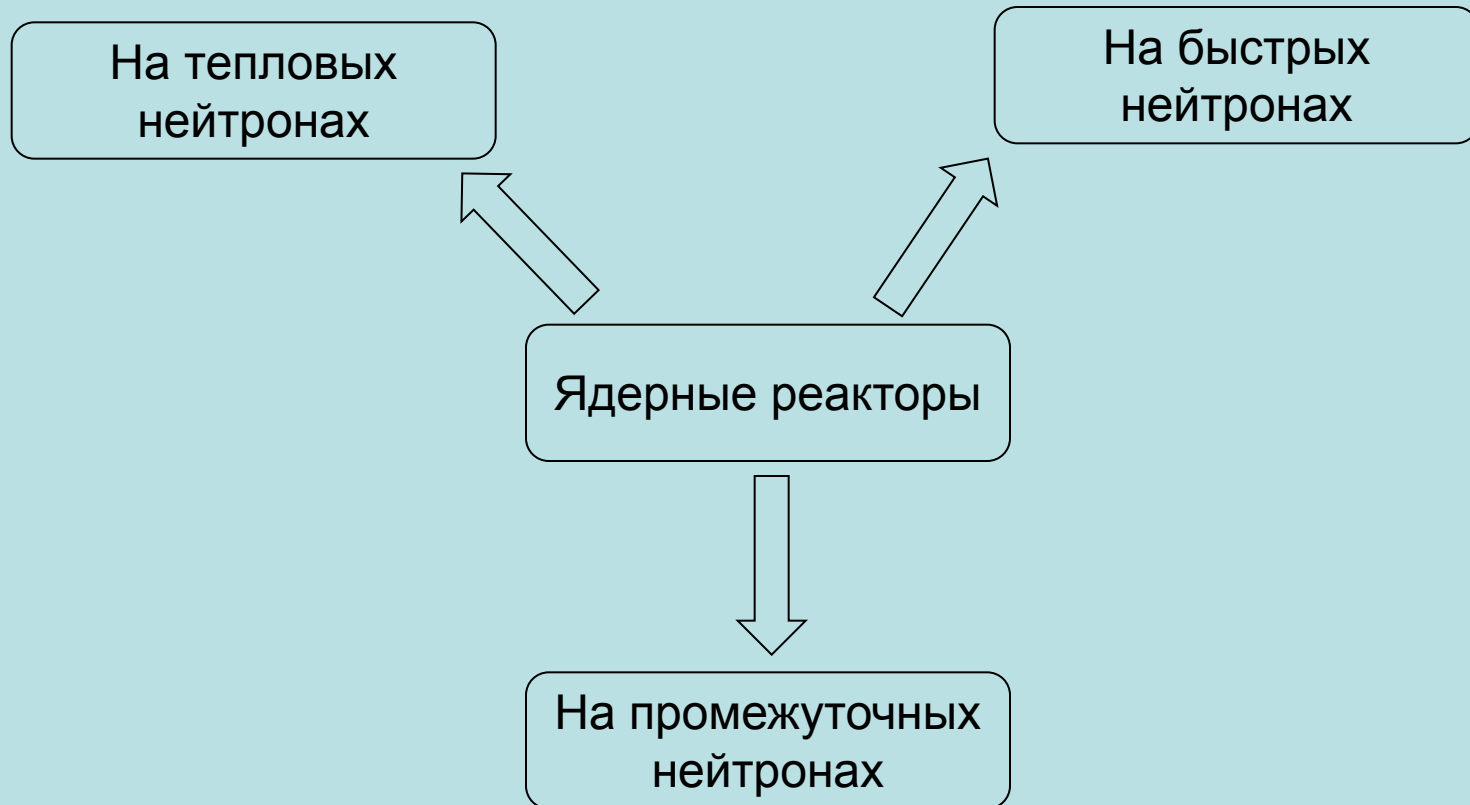 На тепловых
нейтронах
На быстрых
нейтронах
Ядерные реакторы
На промежуточных
нейтронах